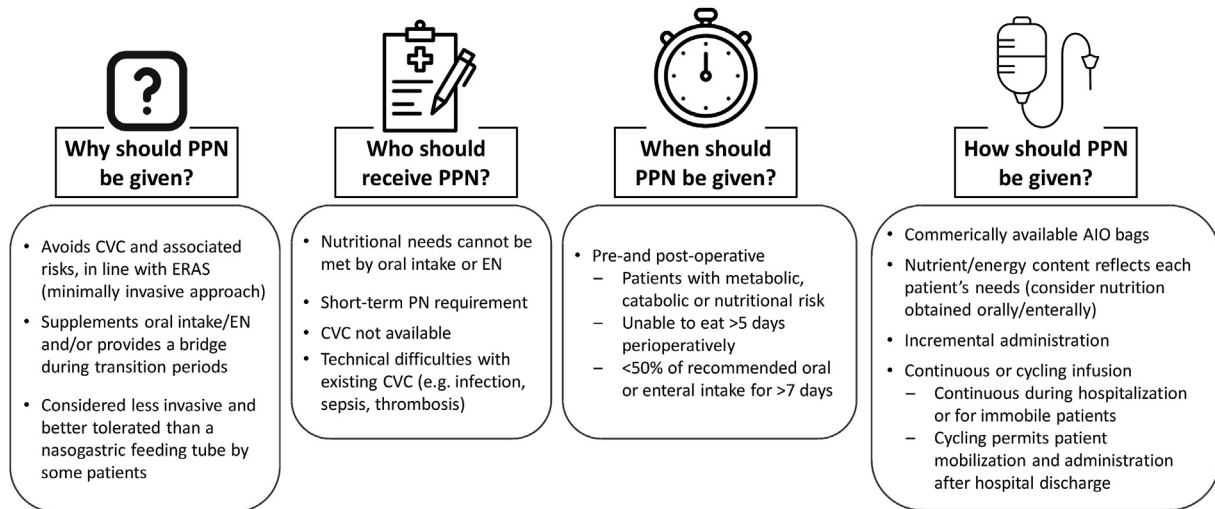 Why should PPN
be given?
• Avoids CVC and associated
risks, in line with ERAS
(minimally invasive approach)
• Supplements oral intake/EN
and/or provides a bridge
during transition periods
• Considered less invasive and
better tolerated than a
nasogastric feeding tube by
some patients
Who should
receive PPN?
• Nutritional needs cannot be
met by oral intake or EN
• Short-term PN requirement
• CVC not available
• Technical difficulties with
existing CVC (e.g. infection,
sepsis, thrombosis)
When should
PPN be given?
• Pre-and post-operative
– Patients with metabolic,
catabolic or nutritional risk
– Unable to eat >5 days
perioperatively
– <50% of recommended oral
or enteral intake for >7 days
How should PPN
be given?
• Commerically available AIO bags
• Nutrient/energy content reflects each
patient's needs (consider nutrition
obtained orally/enterally)
• Incremental administration
• Continuous or cycling infusion
– Continuous during hospitalization
or for immobile patients
– Cycling permits patient
mobilization and administration
after hospital discharge